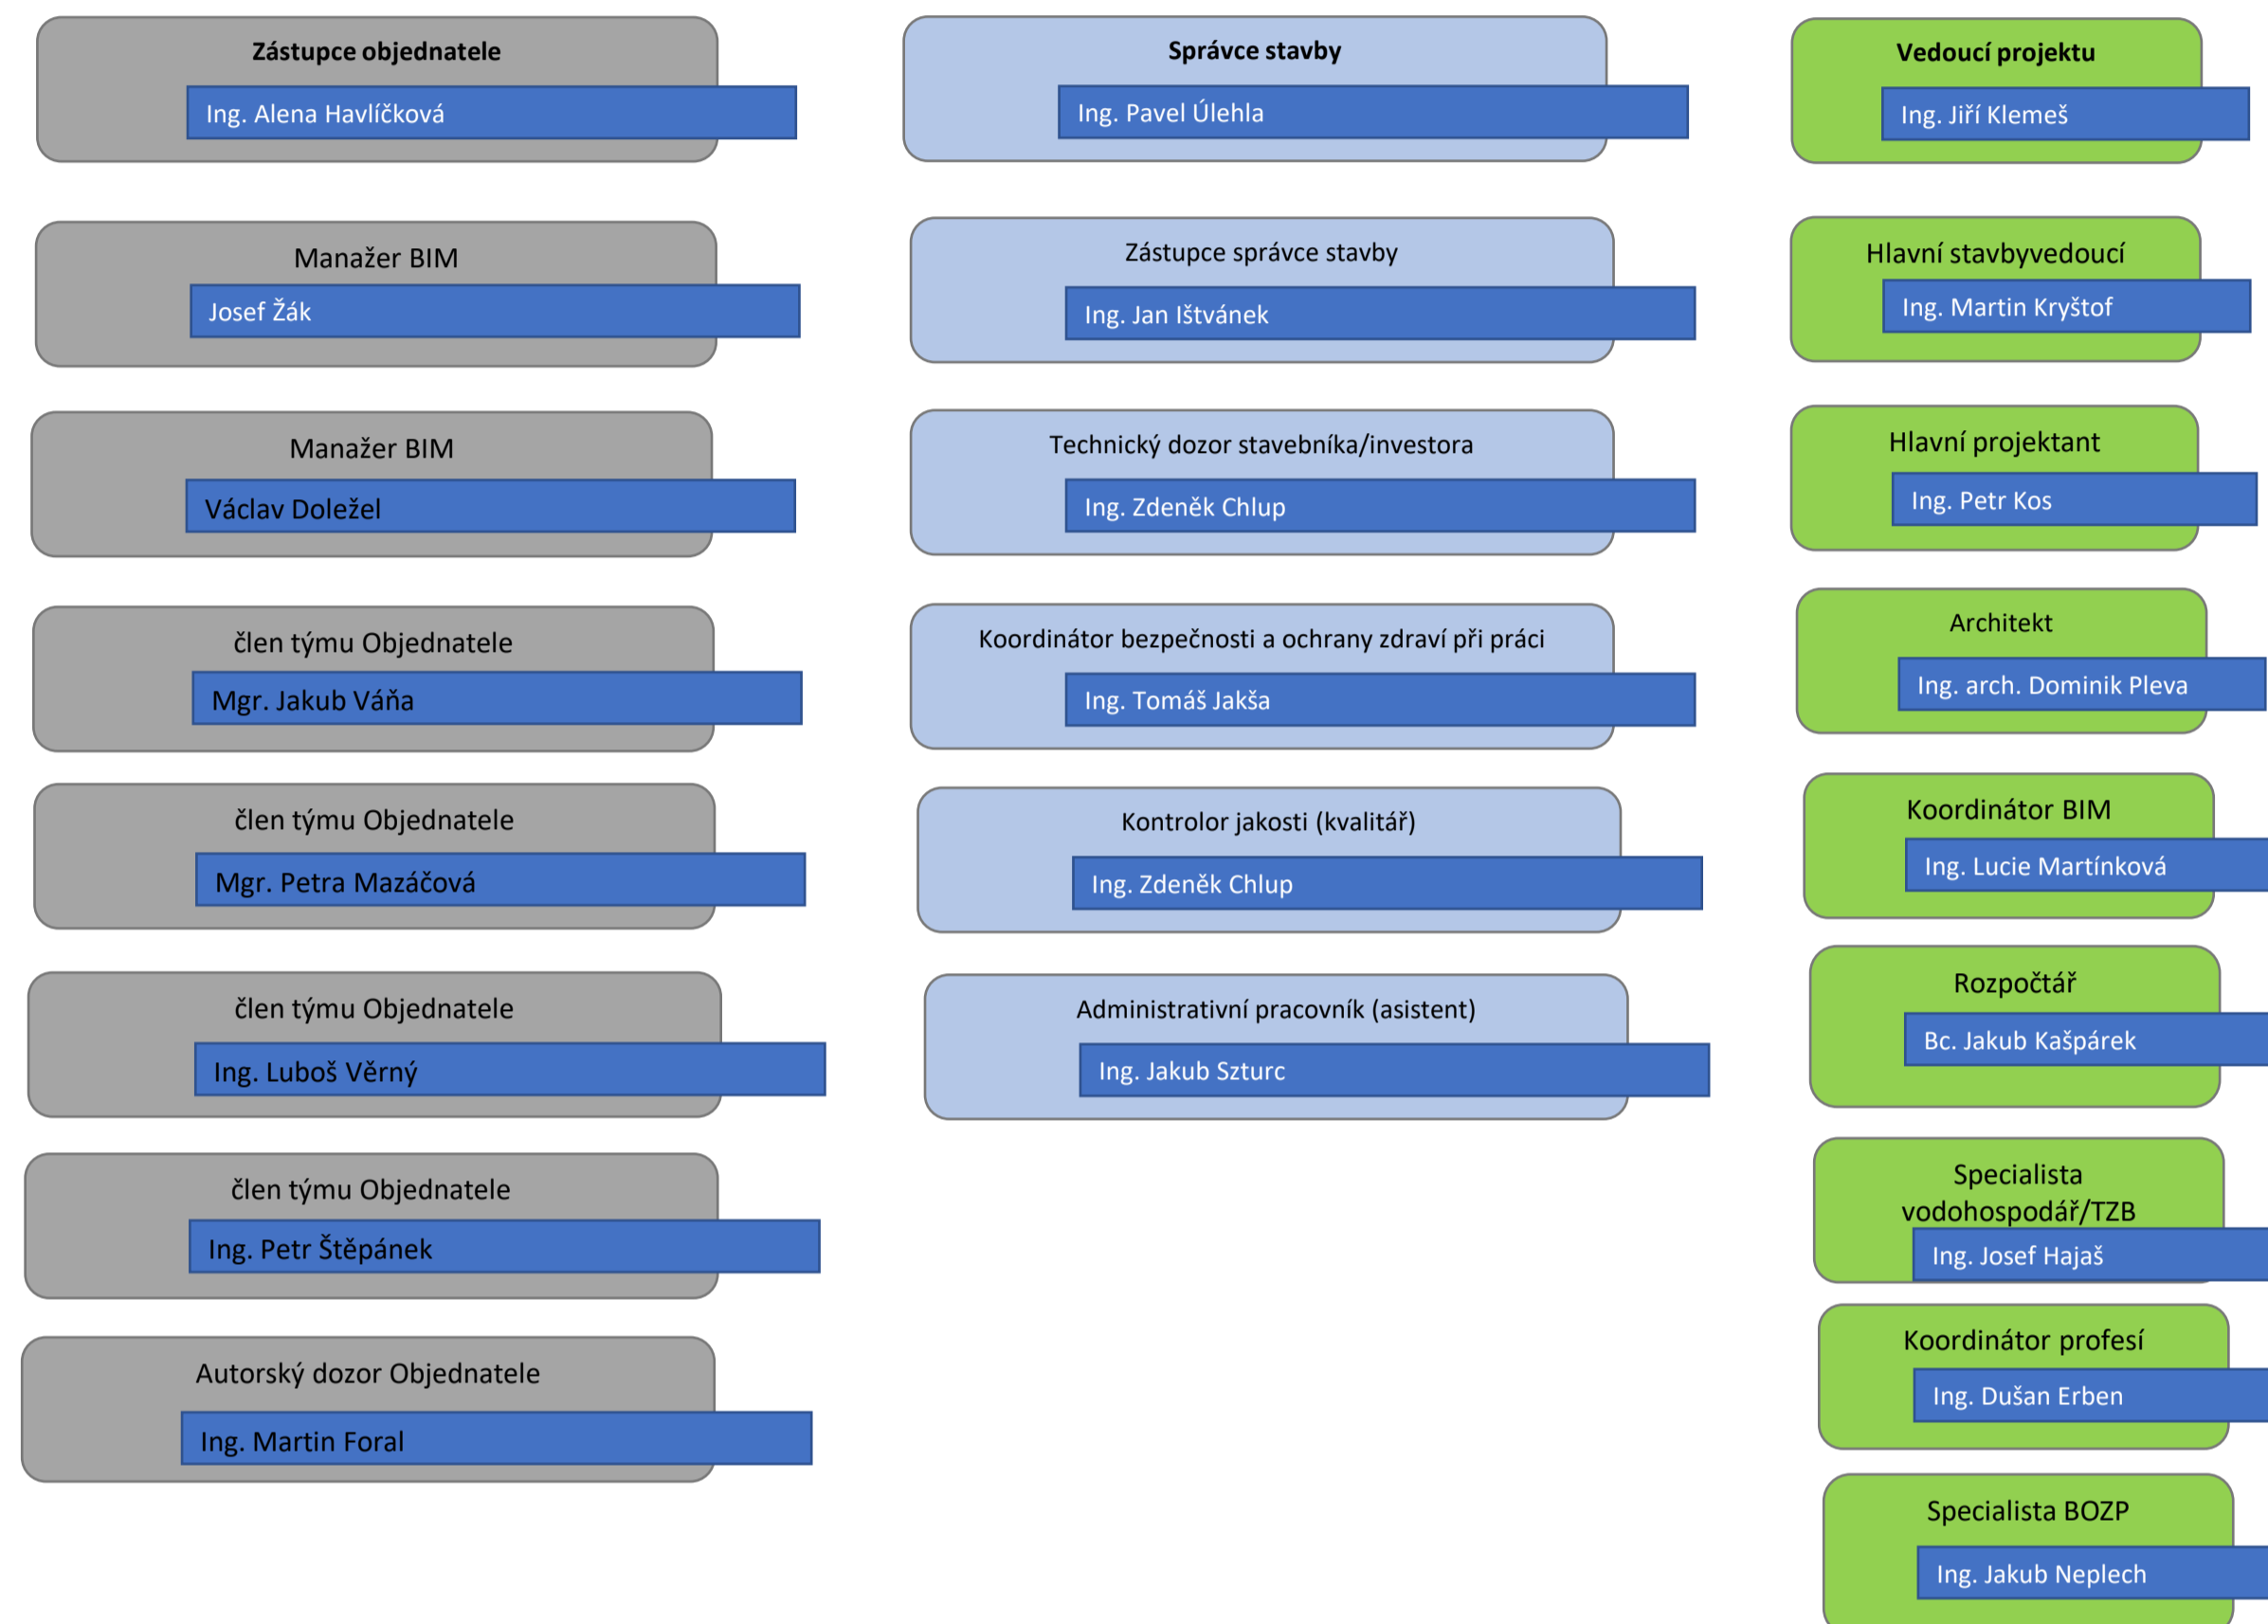 Zástupce objednatele
Ing. Alena Havlíčková
Manažer BIM
Josef Žák
Manažer BIM
Václav Doležel
člen týmu Objednatele
Mgr. Jakub Váňa
člen týmu Objednatele
Mgr. Petra Mazáčová
člen týmu Objednatele
Ing. Luboš Věrný
člen týmu Objednatele
Ing. Petr Štěpánek
Autorský dozor Objednatele
Ing. Martin Foral
Správce stavby
Ing. Pavel Úlehla
Zástupce správce stavby
Ing. Jan Ištvánek
Technický dozor stavebníka/investora
Ing. Zdeněk Chlup
Koordinátor bezpečnosti a ochrany zdraví při práci
Ing. Tomáš Jakša
Kontrolor jakosti (kvalitář)
Ing. Zdeněk Chlup
Administrativní pracovník (asistent)
Ing. Jakub Szturc
Vedoucí projektu
Ing. Jiří Klemeš
Hlavní stavbyvedoucí
Ing. Martin Kryštof
Hlavní projektant
Ing. Petr Kos
Architekt
Ing. arch. Dominik Pleva
Koordinátor BIM
Ing. Lucie Martínková
Rozpočtář
Bc. Jakub Kašpárek
Specialista
vodohospodář/TZB
Ing. Josef Hajaš
Koordinátor profesí
Ing. Dušan Erben
Specialista BOZP
Ing. Jakub Neplech